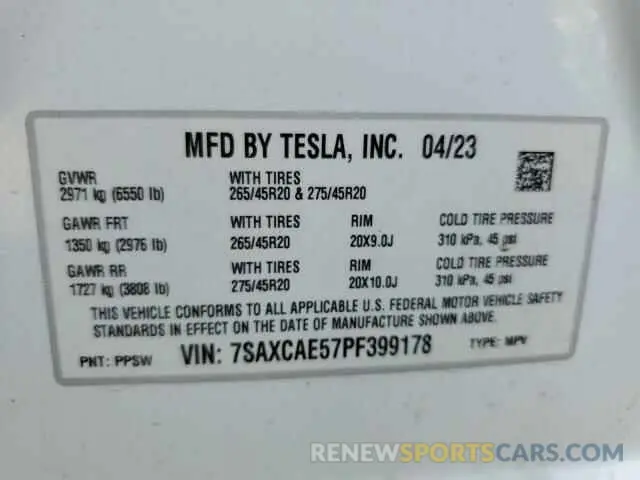 MFD BY TESLA, INC. 04/23
GVWR WITH TIRES
2971 kg (6550 lb) 265/45R20 & 275/45R20
GAWR FRT WITH TIRES RIM COLD TIRE PRESSURE
1350 kg (2976 lb) 265/45R20 20X9.0J 310 kPa, 45 psi
GAWR RR WITH TIRES RIM COLD TIRE PRESSURE
1727 kg (3808 lb) 275/45R20 20X10.0J 310 kPa, 45 psi
THIS VEHICLE CONFORMS TO ALL APPLICABLE U.S. FEDERAL MOTOR VEHICLE SAFETY
STANDARDS IN EFFECT ON THE DATE OF MANUFACTURE SHOWN ABOVE.
PNT: PPSW VIN: 7SAXCAE57PF399178 TYPE: MPV
RENEWSPORTSCARS.COM